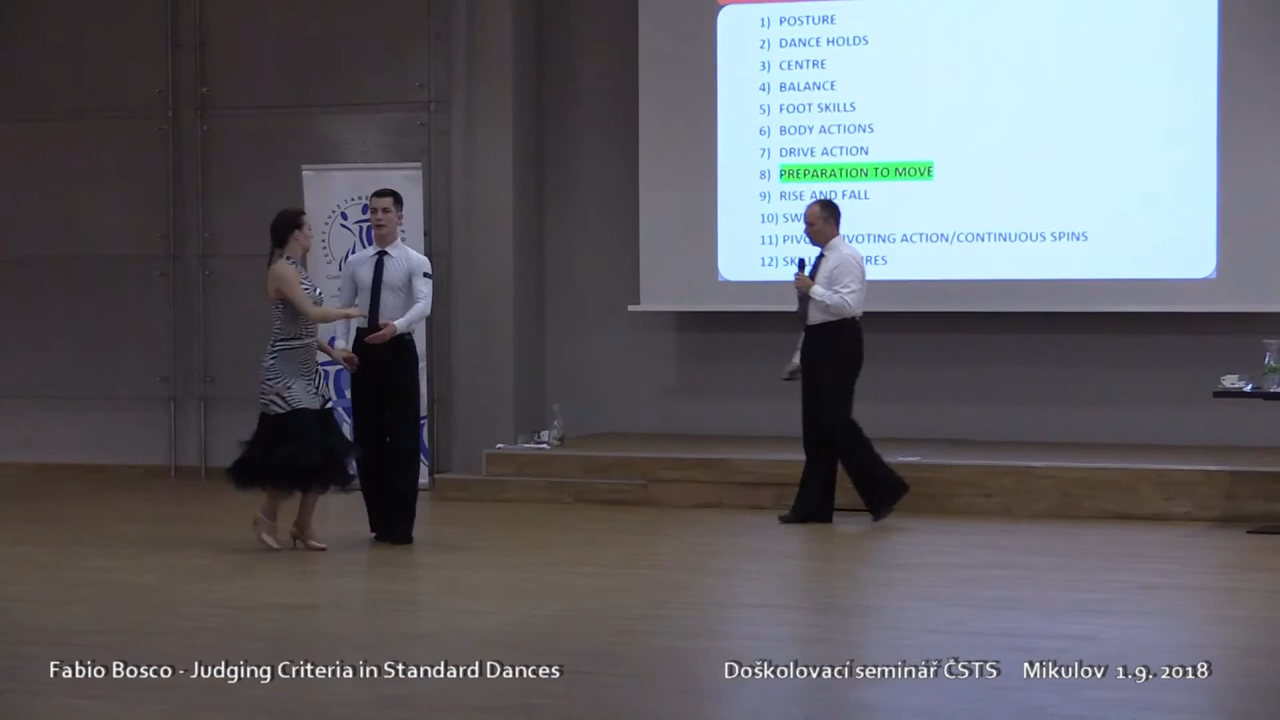 1) POSTURE
2) DANCE HOLDS
3) CENTRE
4) BALANCE
5) FOOT SKILLS
6) BODY ACTIONS
7) DRIVE ACTION
8) PREPARATION TO MOVE
9) RISE AND FALL
10) SW
11) PIVO IVOTING ACTION/CONTINUOUS SPINS
12) SKIL RES
Fabio Bosco - Judging Criteria in Standard Dances
Doškolovací seminář ČSTS Mikulov 1.9. 2018